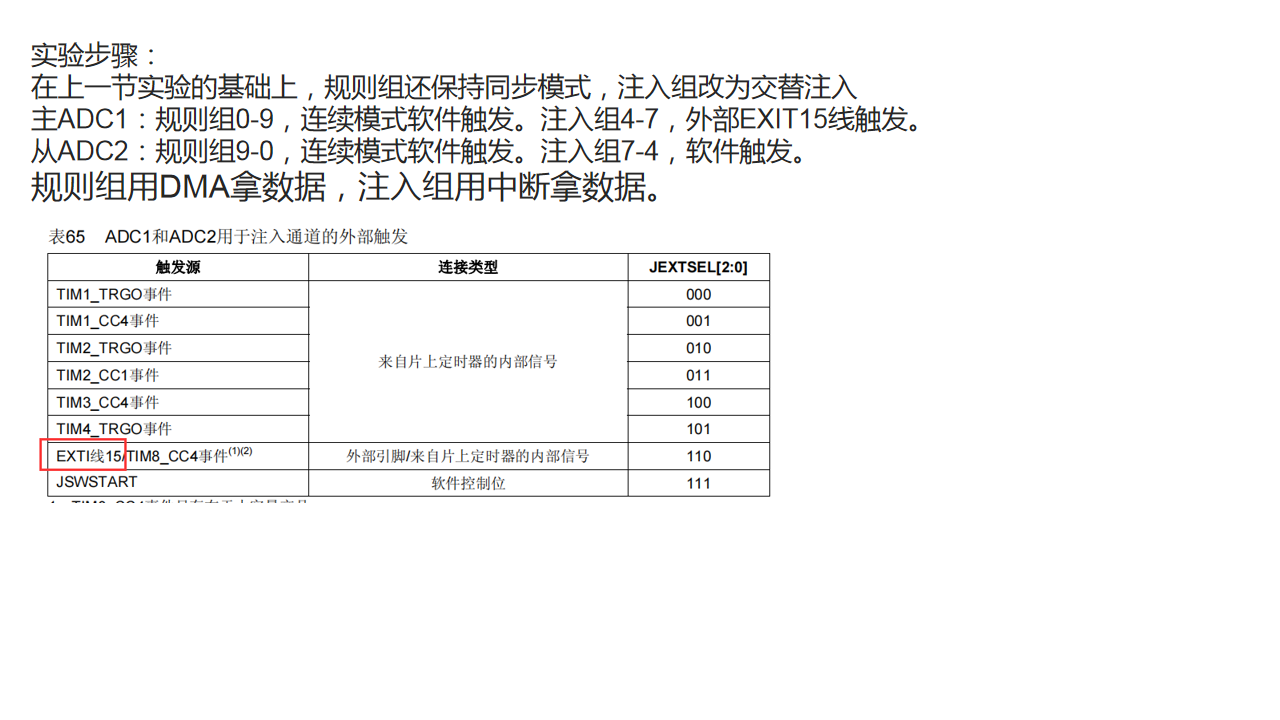 实验步骤：
在上一节实验的基础上，规则组还保持同步模式，注入组改为交替注入
主ADC1：规则组0-9，连续模式软件触发。注入组4-7，外部EXIT15线触发。
从ADC2：规则组9-0，连续模式软件触发。注入组7-4，软件触发。
规则组用DMA拿数据，注入组用中断拿数据。
表65 ADC1和ADC2用于注入通道的外部触发
触发源 连接类型 JEXTSEL[2:0]
TIM1_TRGO事件 000
TIM1_CC4事件 001
TIM2_TRGO事件 010
来自片上定时器的内部信号
TIM2_CC1事件 011
TIM3_CC4事件 100
TIM4_TRGO事件 101
EXTI线15/TIM8_CC4事件(1)(2) 外部引脚/来自片上定时器的内部信号 110
JSWSTART 软件控制位 111